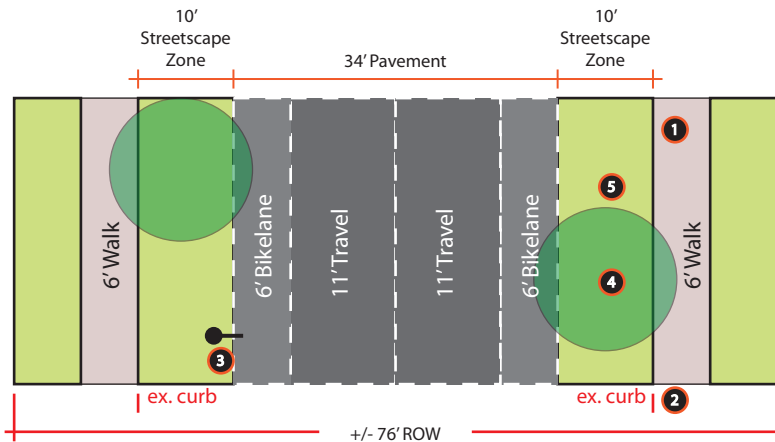 10’
Streetscape
Zone
34’ Pavement
10’
Streetscape
Zone
6’ Walk
6’ Bikelane
11’ Travel
11’ Travel
6’ Bikelane
6’ Walk
1
5
4
3
2
ex. curb
ex. curb
+/- 76’ ROW